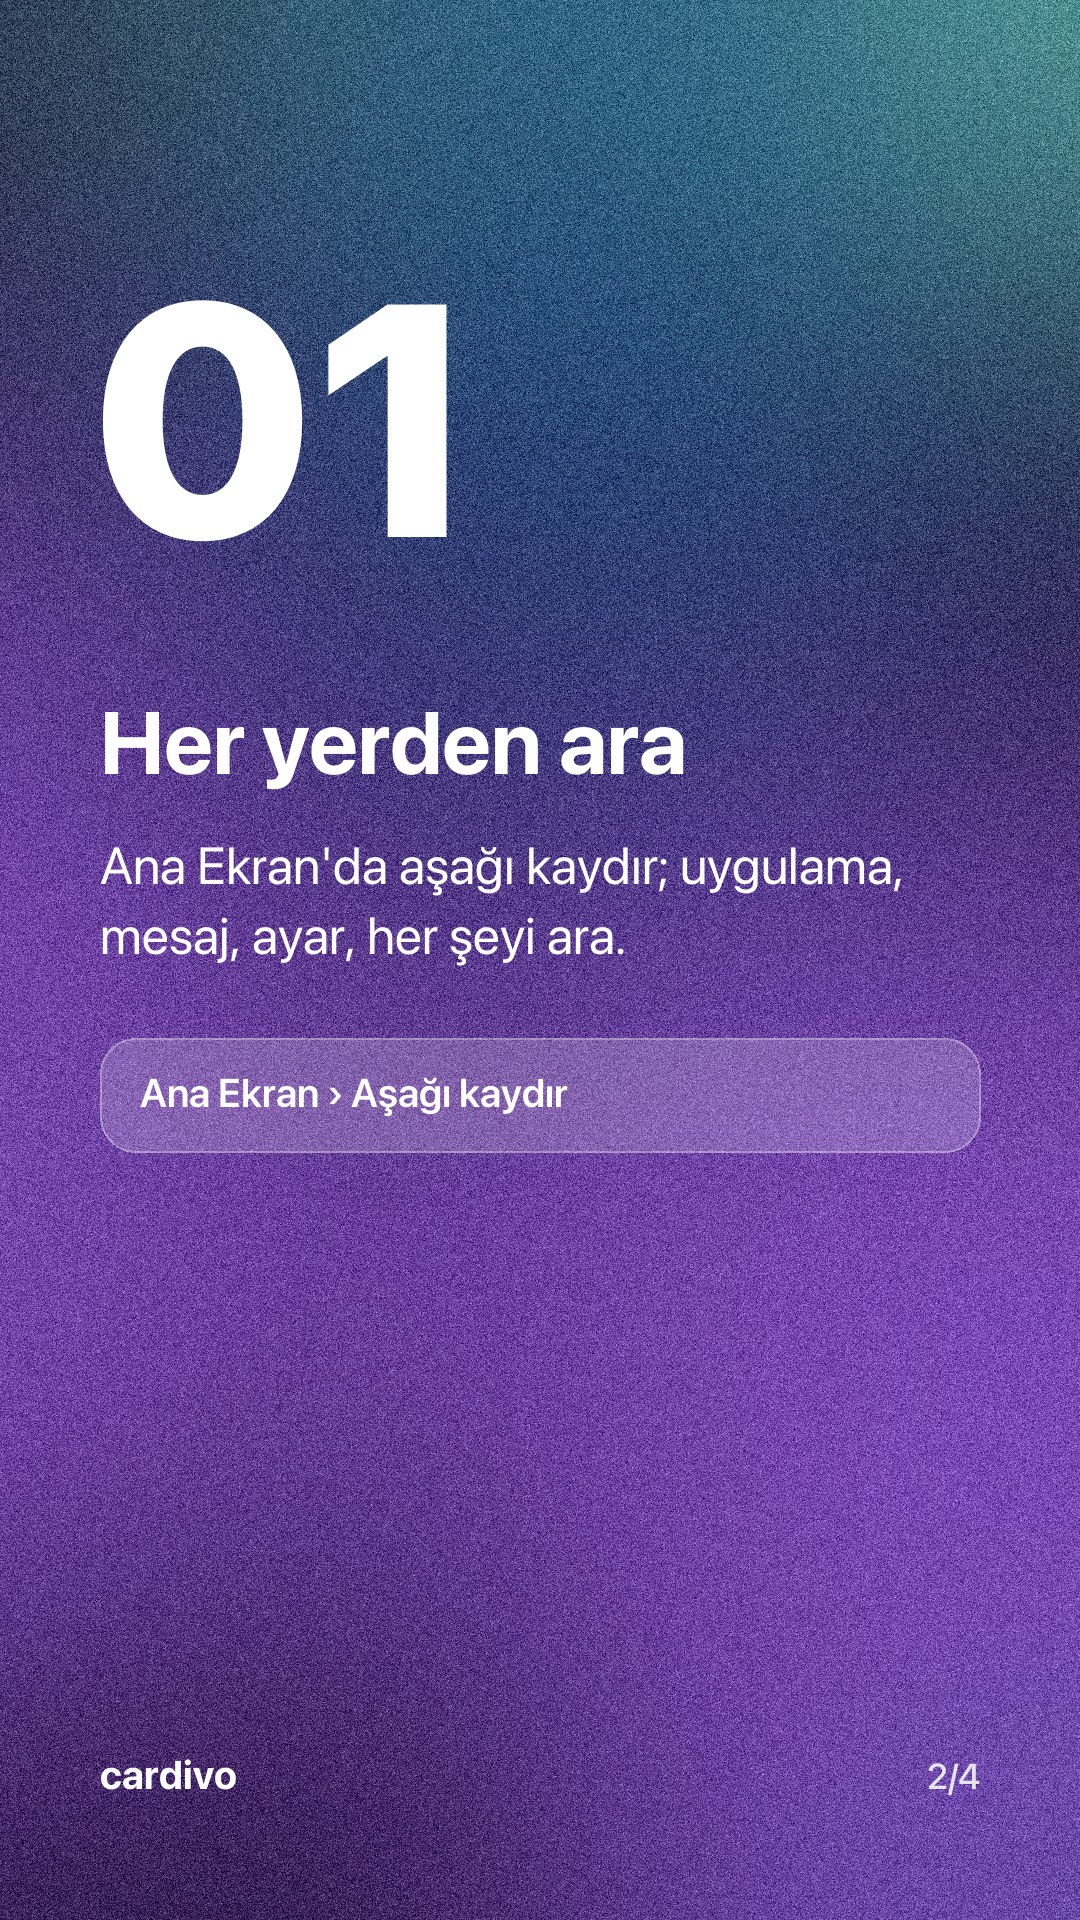 01
Her yerden ara
Ana Ekran'da aşağı kaydır; uygulama,
mesaj, ayar, her şeyi ara.
Ana Ekran › Aşağı kaydır
cardivo
2/4